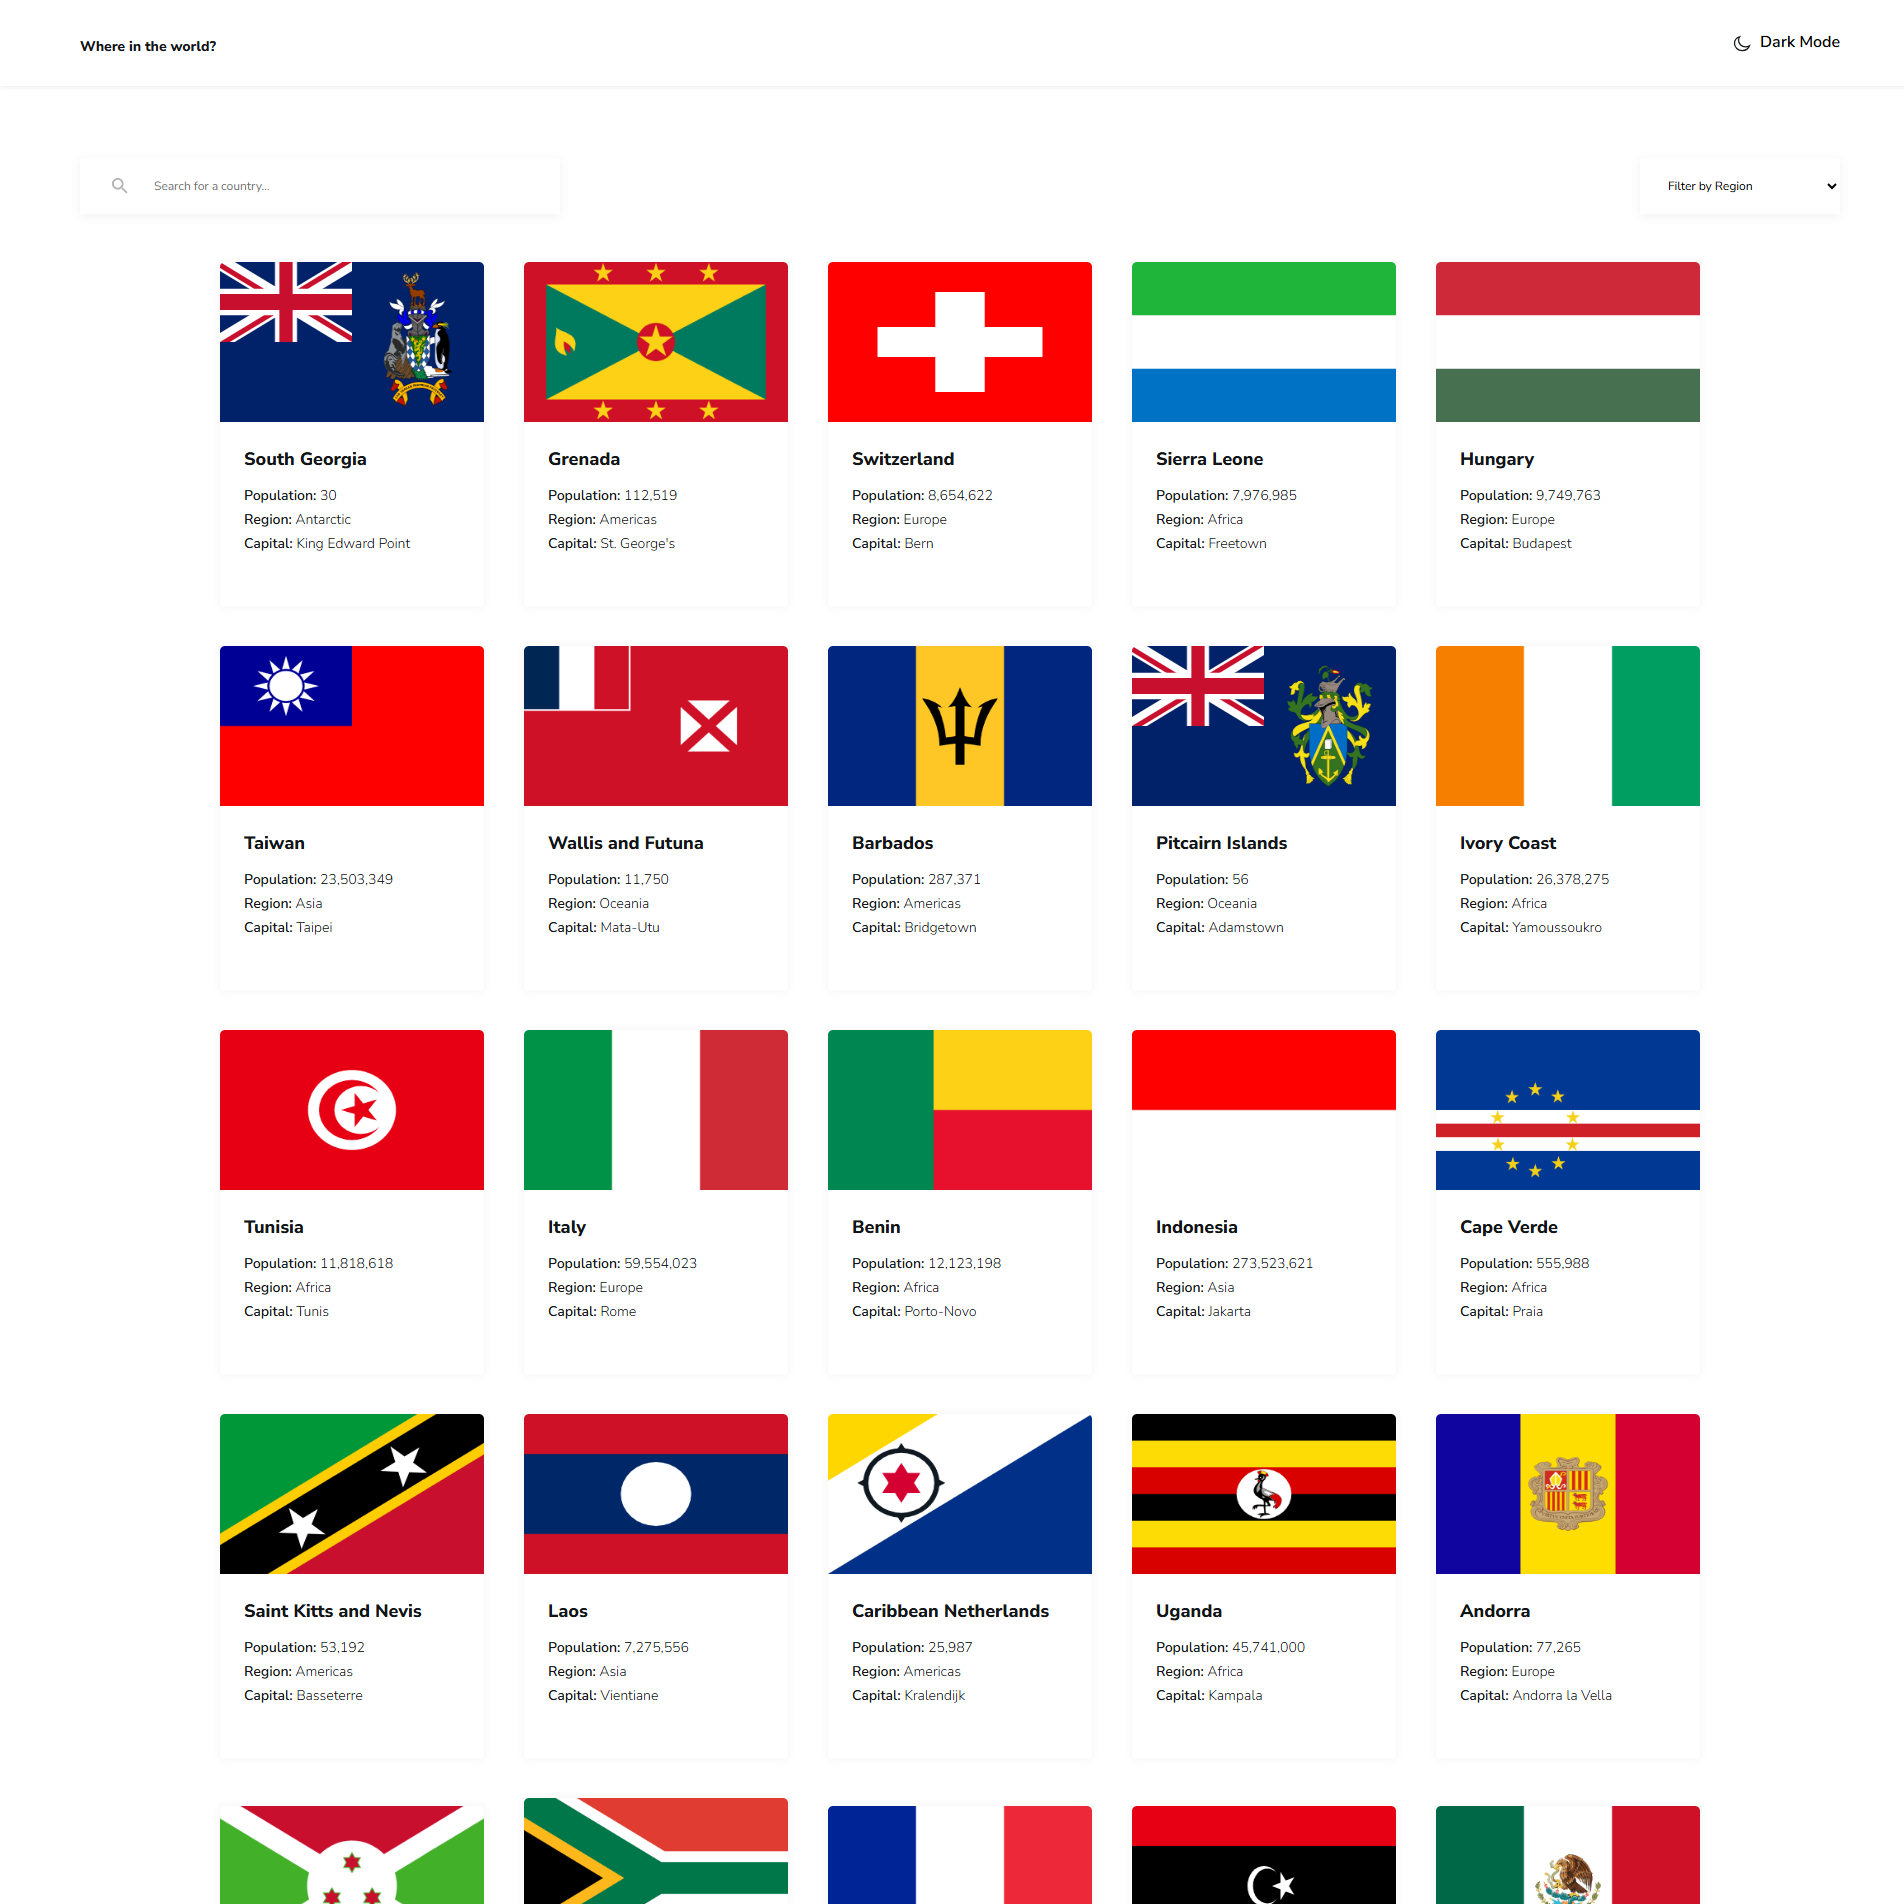 Where in the world?
Dark Mode
Search for a country...
Filter by Region
South Georgia
Population: 30
Region: Antarctic
Capital: King Edward Point
Grenada
Population: 112,519
Region: Americas
Capital: St. George's
Switzerland
Population: 8,654,622
Region: Europe
Capital: Bern
Sierra Leone
Population: 7,976,985
Region: Africa
Capital: Freetown
Hungary
Population: 9,749,763
Region: Europe
Capital: Budapest
Taiwan
Population: 23,503,349
Region: Asia
Capital: Taipei
Wallis and Futuna
Population: 11,750
Region: Oceania
Capital: Mata-Utu
Barbados
Population: 287,371
Region: Americas
Capital: Bridgetown
Pitcairn Islands
Population: 56
Region: Oceania
Capital: Adamstown
Ivory Coast
Population: 26,378,275
Region: Africa
Capital: Yamoussoukro
Tunisia
Population: 11,818,618
Region: Africa
Capital: Tunis
Italy
Population: 59,554,023
Region: Europe
Capital: Rome
Benin
Population: 12,123,198
Region: Africa
Capital: Porto-Novo
Indonesia
Population: 273,523,621
Region: Asia
Capital: Jakarta
Cape Verde
Population: 555,988
Region: Africa
Capital: Praia
Saint Kitts and Nevis
Population: 53,192
Region: Americas
Capital: Basseterre
Laos
Population: 7,275,556
Region: Asia
Capital: Vientiane
Caribbean Netherlands
Population: 25,987
Region: Americas
Capital: Kralendijk
Uganda
Population: 45,741,000
Region: Africa
Capital: Kampala
Andorra
Population: 77,265
Region: Europe
Capital: Andorra la Vella